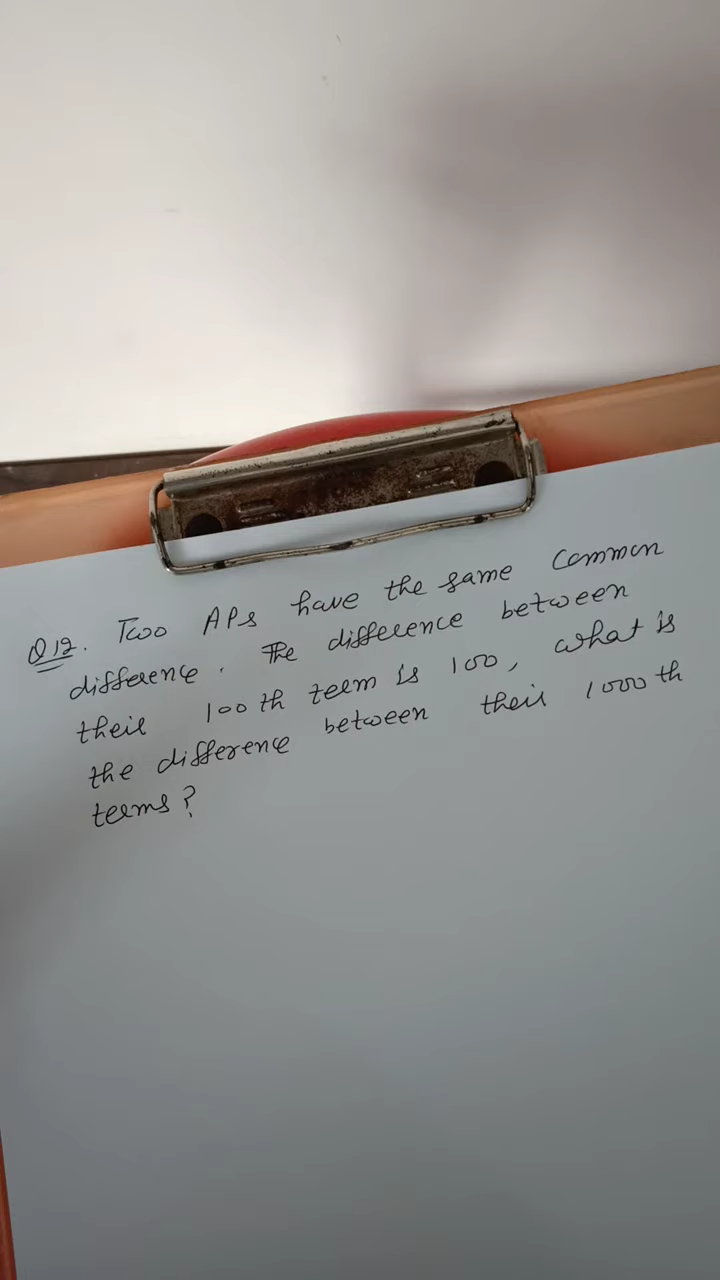 Q12. Two APs have the same common
difference. The difference between
their 100th term is 100, what is
the difference between their 1000th
terms?